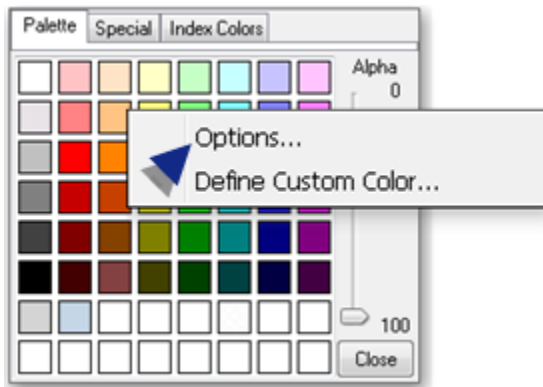 Palette Special Index Colors
Alpha
0
Options...
Define Custom Color...
100
Close